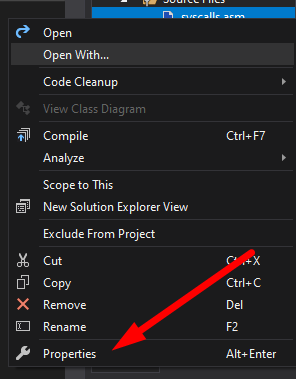 Source Files
syscalls.asm
Open
Open With...
Code Cleanup
View Class Diagram
Compile Ctrl+F7
Analyze
Scope to This
New Solution Explorer View
Exclude From Project
Cut Ctrl+X
Copy Ctrl+C
Remove Del
Rename F2
Properties Alt+Enter